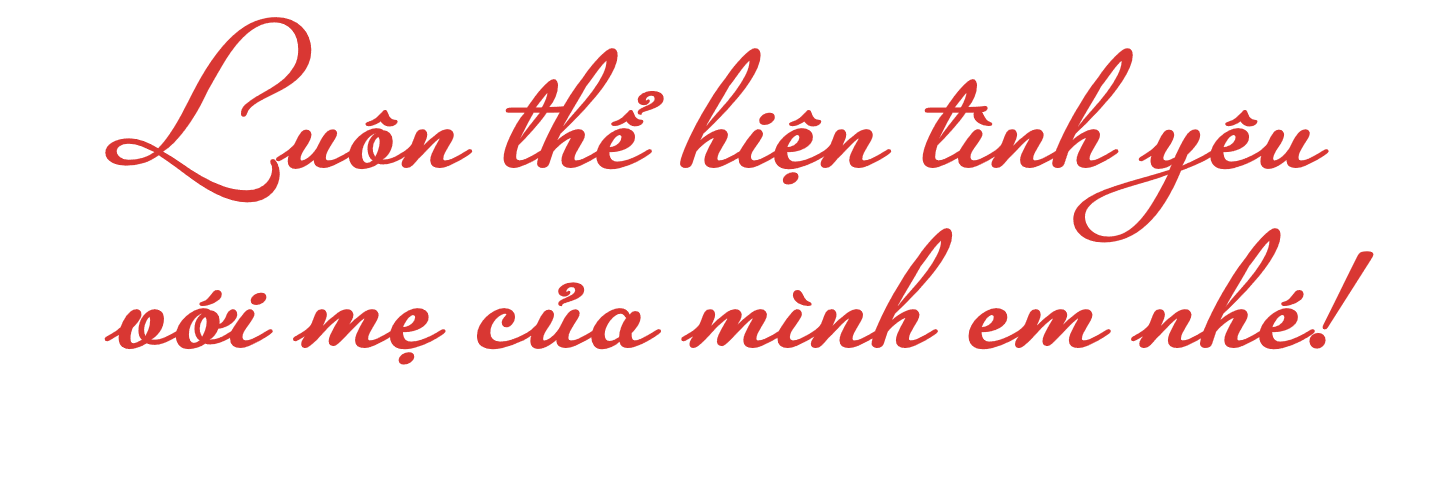 Luôn thể hiện tình yêu
với mẹ của mình em nhé!